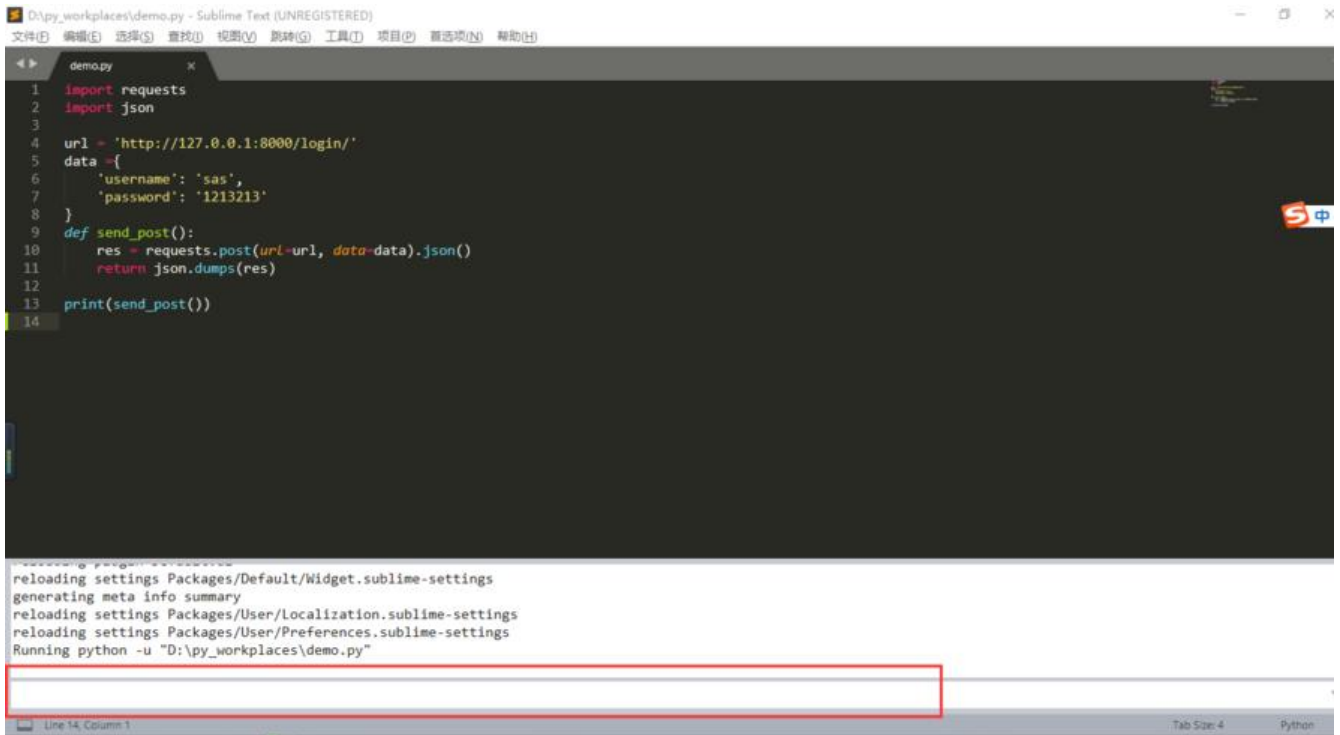 D:\py_workplaces\demo.py - Sublime Text (UNREGISTERED)
文件(F) 编辑(E) 选择(S) 查找(I) 视图(V) 跳转(G) 工具(T) 项目(P) 首选项(N) 帮助(H)
demo.py
1 import requests
2 import json
3
4 url = 'http://127.0.0.1:8000/login/'
5 data ={
6     'username': 'sas',
7     'password': '1213213'
8 }
9 def send_post():
10     res = requests.post(url=url, data=data).json()
11     return json.dumps(res)
12
13 print(send_post())
14
中
reloading settings Packages/Default/Widget.sublime-settings
generating meta info summary
reloading settings Packages/User/Localization.sublime-settings
reloading settings Packages/User/Preferences.sublime-settings
Running python -u "D:\py_workplaces\demo.py"
Line 14, Column 1
Tab Size: 4
Python